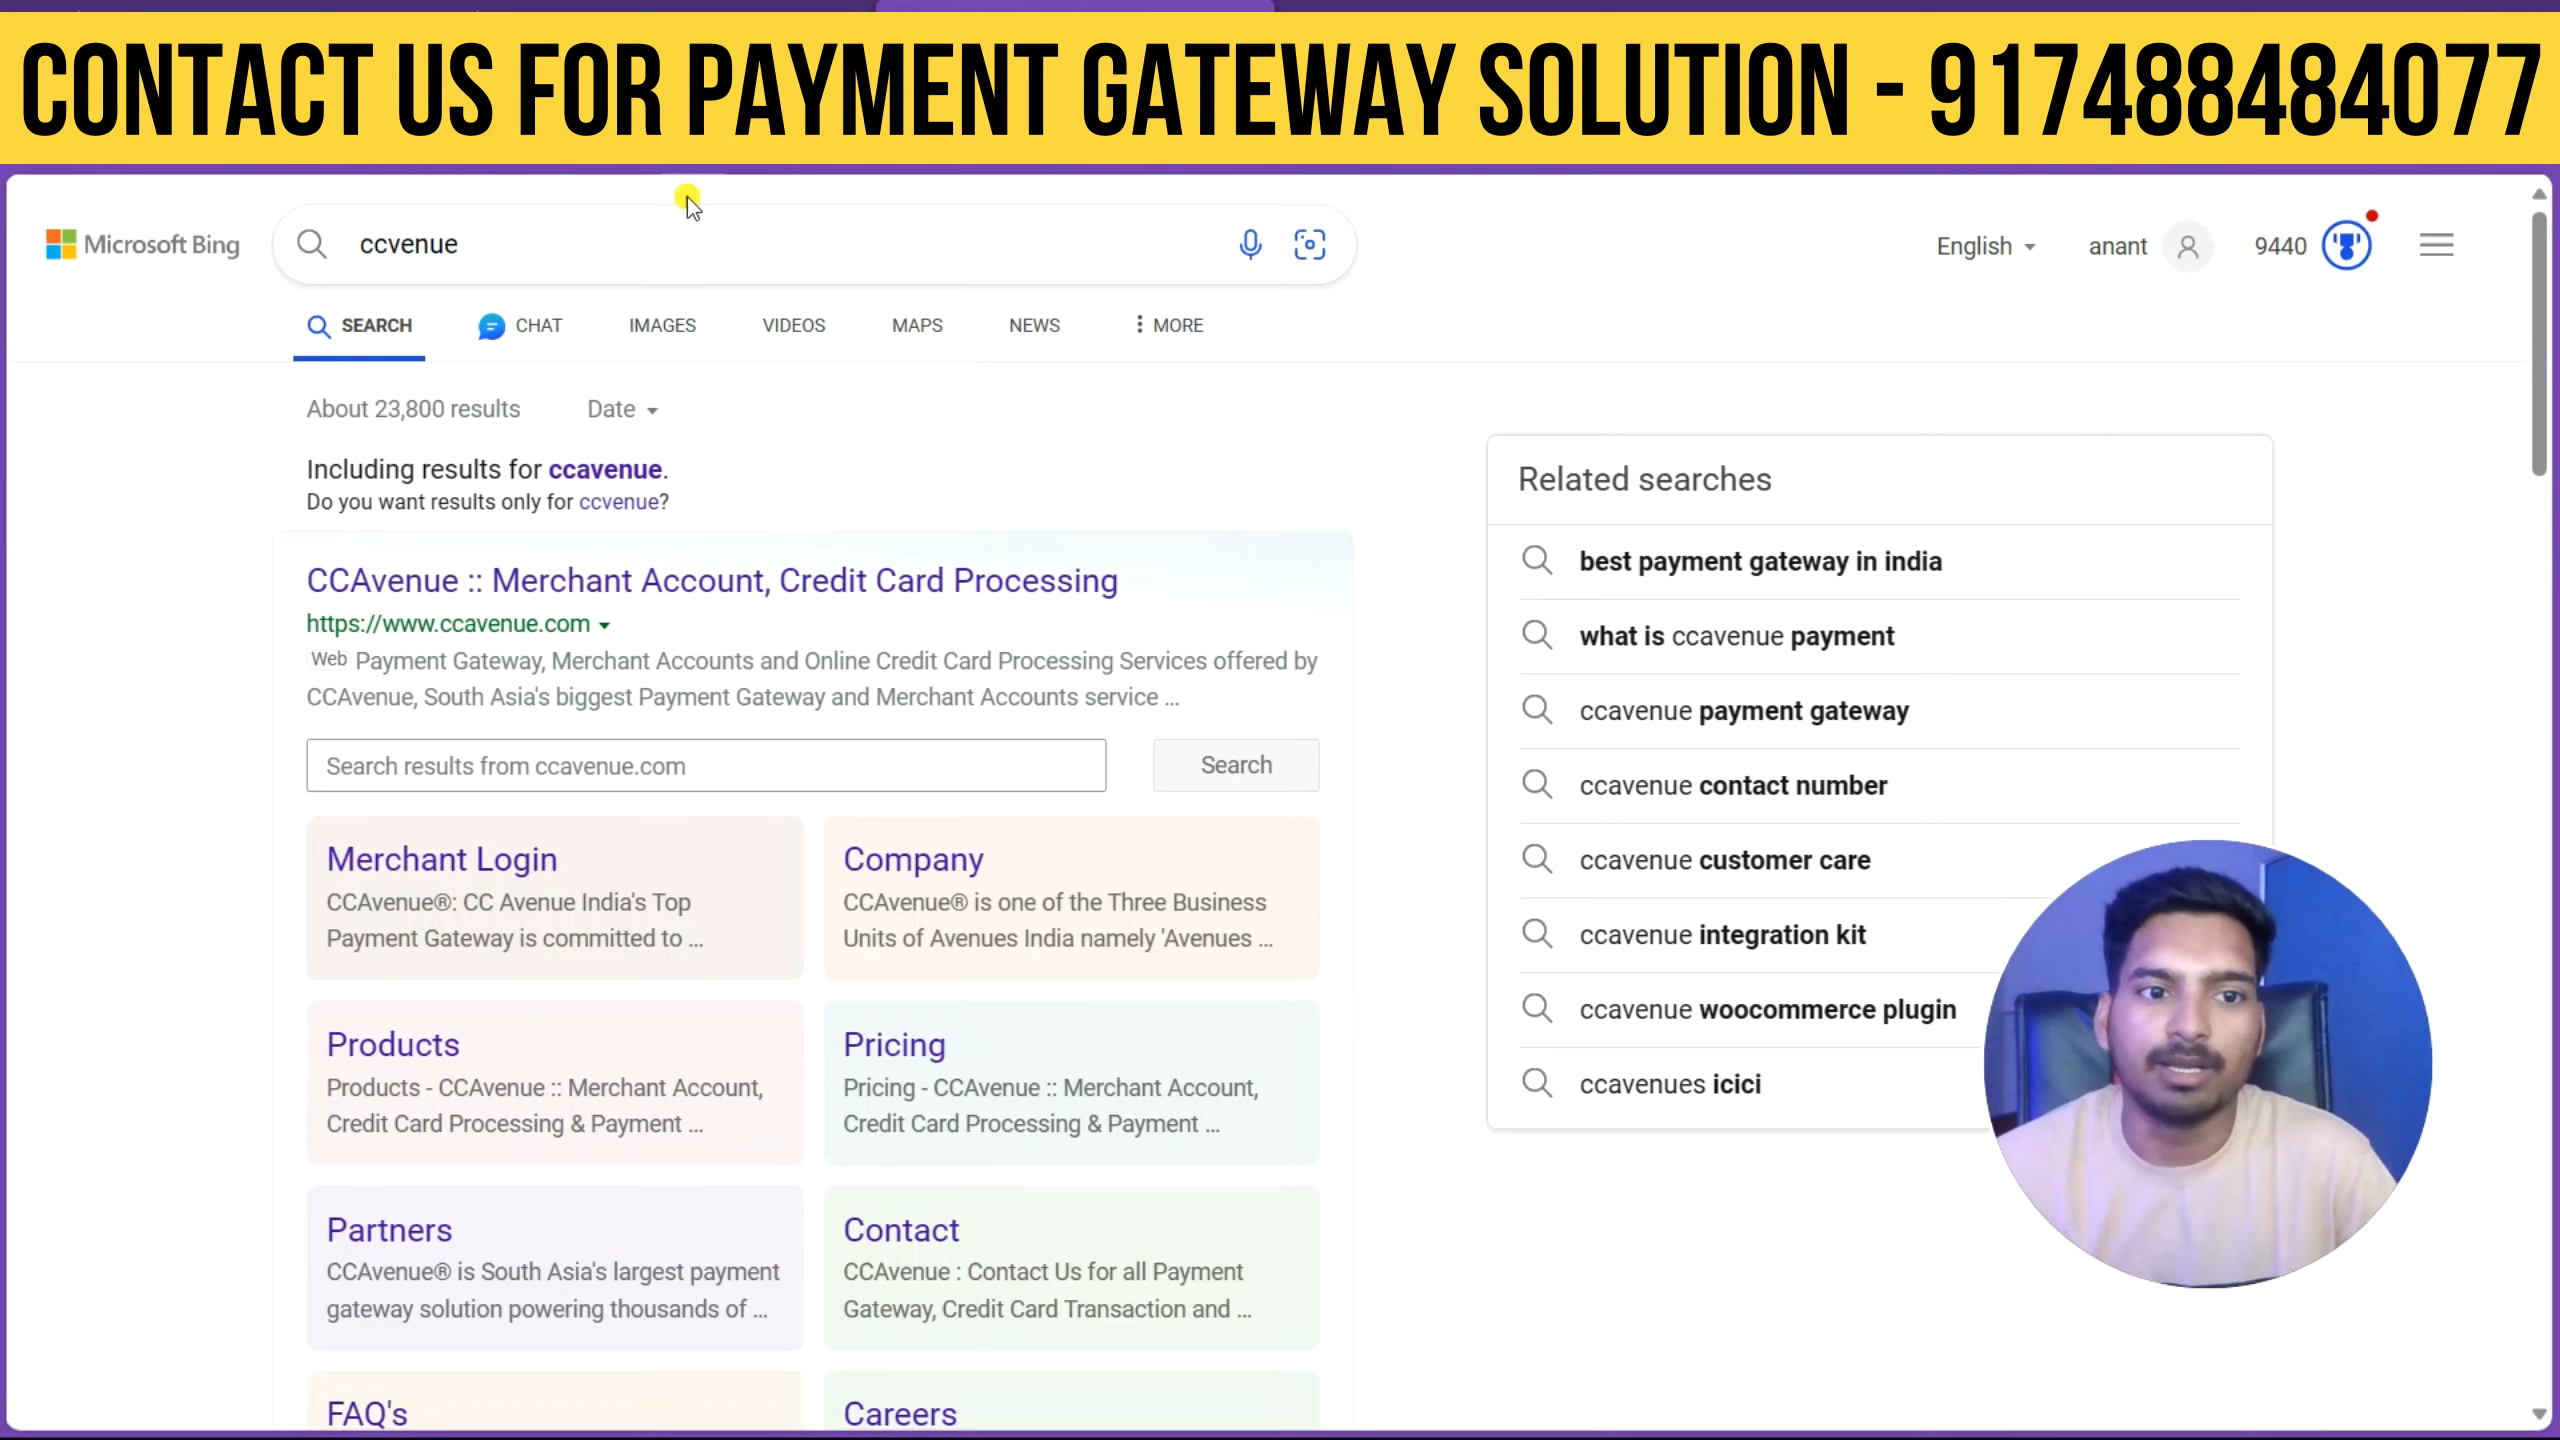 CONTACT US FOR PAYMENT GATEWAY SOLUTION - 917488484077
Microsoft Bing
ccvenue
English
anant
9440
SEARCH
CHAT
IMAGES
VIDEOS
MAPS
NEWS
MORE
About 23,800 results
Date
Including results for ccavenue.
Do you want results only for ccvenue?
CCAvenue :: Merchant Account, Credit Card Processing
https://www.ccavenue.com
Web Payment Gateway, Merchant Accounts and Online Credit Card Processing Services offered by
CCAvenue, South Asia's biggest Payment Gateway and Merchant Accounts service ...
Search results from ccavenue.com
Search
Merchant Login
CCAvenue®: CC Avenue India's Top
Payment Gateway is committed to ...
Company
CCAvenue® is one of the Three Business
Units of Avenues India namely 'Avenues ...
Products
Products - CCAvenue :: Merchant Account,
Credit Card Processing & Payment ...
Pricing
Pricing - CCAvenue :: Merchant Account,
Credit Card Processing & Payment ...
Partners
CCAvenue® is South Asia's largest payment
gateway solution powering thousands of ...
Contact
CCAvenue : Contact Us for all Payment
Gateway, Credit Card Transaction and ...
FAQ's
Careers
Related searches
best payment gateway in india
what is ccavenue payment
ccavenue payment gateway
ccavenue contact number
ccavenue customer care
ccavenue integration kit
ccavenue woocommerce plugin
ccavenues icici